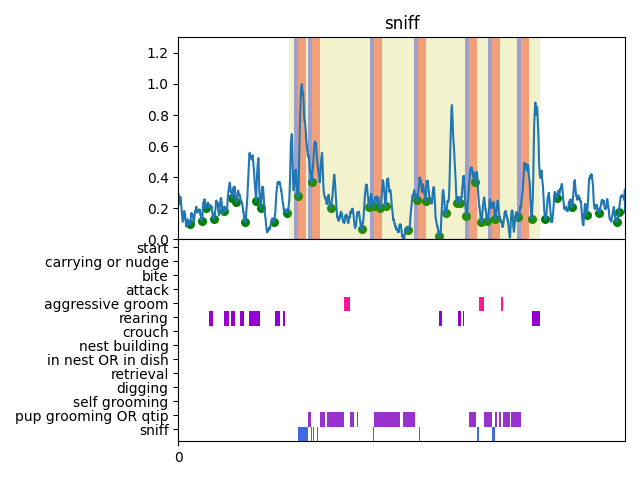 sniff
1.2
1.0
0.8
0.6
0.4
0.2
0.0
start
carrying or nudge
bite
attack
aggressive groom
rearing
crouch
nest building
in nest OR in dish
retrieval
digging
self grooming
pup grooming OR qtip
sniff
0